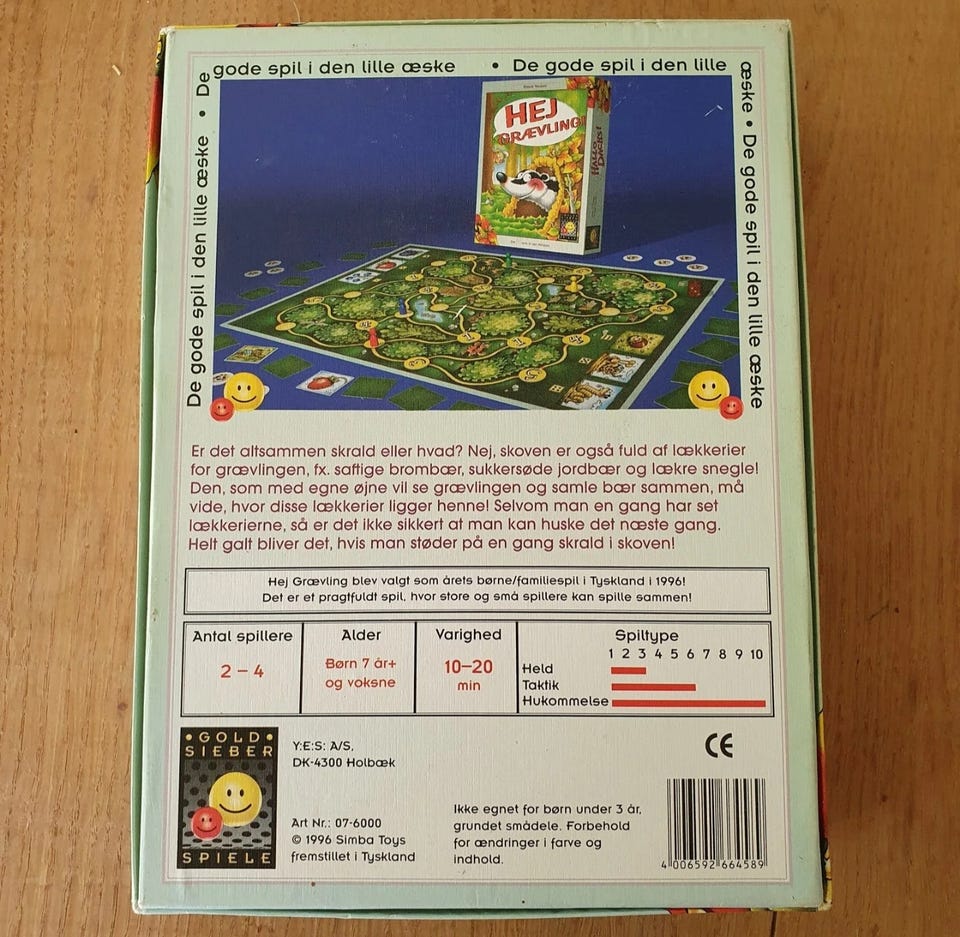 De gode spil i den lille æske • De gode spil i den lille æske • De gode spil i den lille æske
De gode spil i den lille æske •
HEJ
GRÆVLING!
HALLO
DACHS!
Er det altsammen skrald eller hvad? Nej, skoven er også fuld af lækkerier
for grævlingen, fx. saftige brombær, sukkersøde jordbær og lækre snegle!
Den, som med egne øjne vil se grævlingen og samle bær sammen, må
vide, hvor disse lækkerier ligger henne! Selvom man en gang har set
lækkerierne, så er det ikke sikkert at man kan huske det næste gang.
Helt galt bliver det, hvis man støder på en gang skrald i skoven!
Hej Grævling blev valgt som årets børne/familiespil i Tyskland i 1996!
Det er et pragtfuldt spil, hvor store og små spillere kan spille sammen!
Antal spillere
2 – 4
Alder
Børn 7 år+
og voksne
Varighed
10–20
min
Spiltype
1 2 3 4 5 6 7 8 9 10
Held
Taktik
Hukommelse
• GOLD •
SIEBER
SPIELE
Y:E:S: A/S,
DK-4300 Holbæk
Art Nr.: 07-6000
© 1996 Simba Toys
fremstillet i Tyskland
Ikke egnet for børn under 3 år,
grundet smådele. Forbehold
for ændringer i farve og
indhold.
CE
4 006592 664589